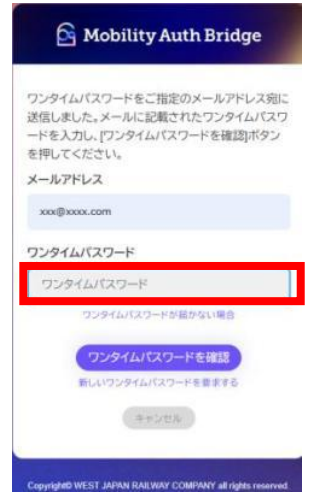 Mobility Auth Bridge
ワンタイムパスワードをご指定のメールアドレス宛に
送信しました。メールに記載されたワンタイムパスワ
ードを入力し、[ワンタイムパスワードを確認]ボタン
を押してください。
メールアドレス
xxx@xxxx.com
ワンタイムパスワード
ワンタイムパスワード
ワンタイムパスワードが届かない場合
ワンタイムパスワードを確認
新しいワンタイムパスワードを要求する
キャンセル
Copyright© WEST JAPAN RAILWAY COMPANY all rights reserved.